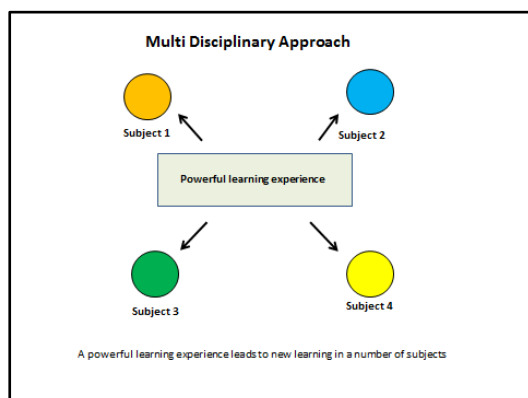 Multi Disciplinary Approach
Subject 1
Subject 2
Powerful learning experience
Subject 3
Subject 4
A powerful learning experience leads to new learning in a number of subjects